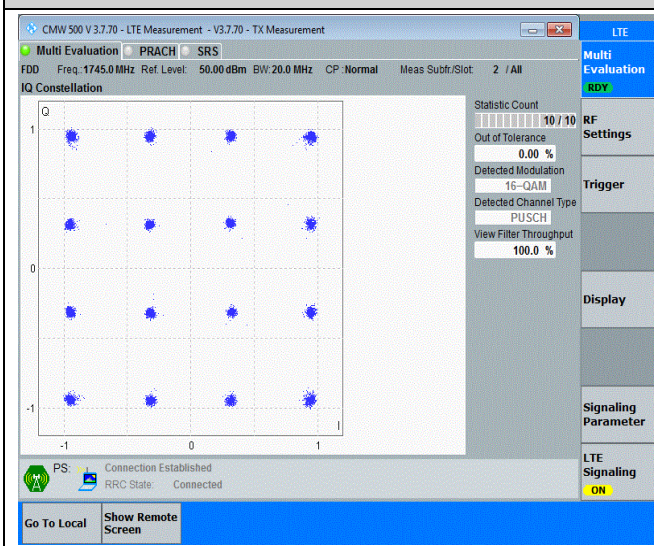 CMW 500 V 3.7.70 - LTE Measurement - V3.7.70 - TX Measurement
Multi Evaluation PRACH SRS
FDD Freq.:1745.0 MHz Ref. Level: 50.00 dBm BW:20.0 MHz CP :Normal Meas Subfr./Slot: 2 / All
IQ Constellation
Q
1
0
-1
I
-1 0 1
Statistic Count
10 / 10
Out of Tolerance
0.00 %
Detected Modulation
16-QAM
Detected Channel Type
PUSCH
View Filter Throughput
100.0 %
PS: Connection Established
RRC State: Connected
LTE
Multi
Evaluation
RDY
RF
Settings
Trigger
Display
Signaling
Parameter
LTE
Signaling
ON
Go To Local
Show Remote
Screen